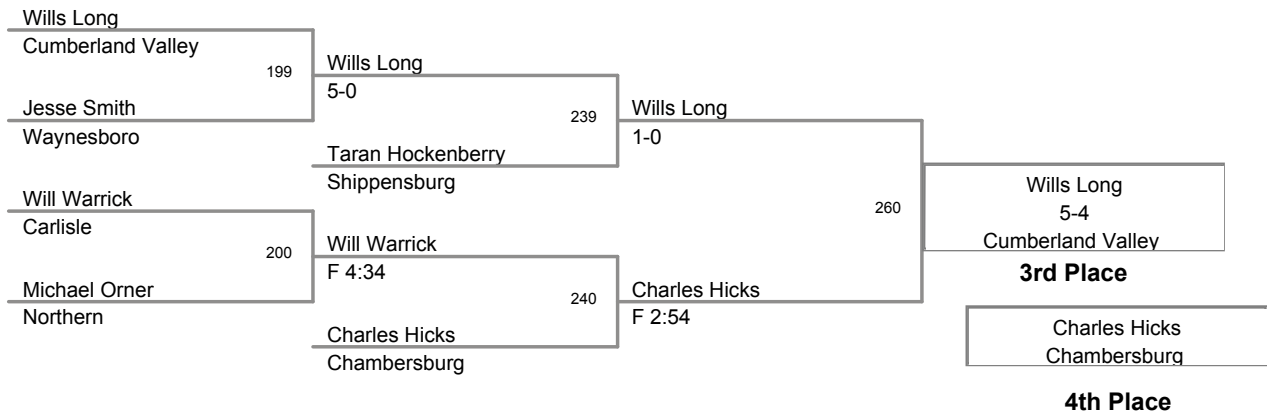 Wills Long
Cumberland Valley
199
Wills Long
5-0
Jesse Smith
Waynesboro
239
Wills Long
1-0
Taran Hockenberry
Shippensburg
Will Warrick
Carlisle
260
Wills Long
5-4
Cumberland Valley
3rd Place
200
Will Warrick
F 4:34
Michael Orner
Northern
240
Charles Hicks
F 2:54
Charles Hicks
Chambersburg
Charles Hicks
Chambersburg
4th Place